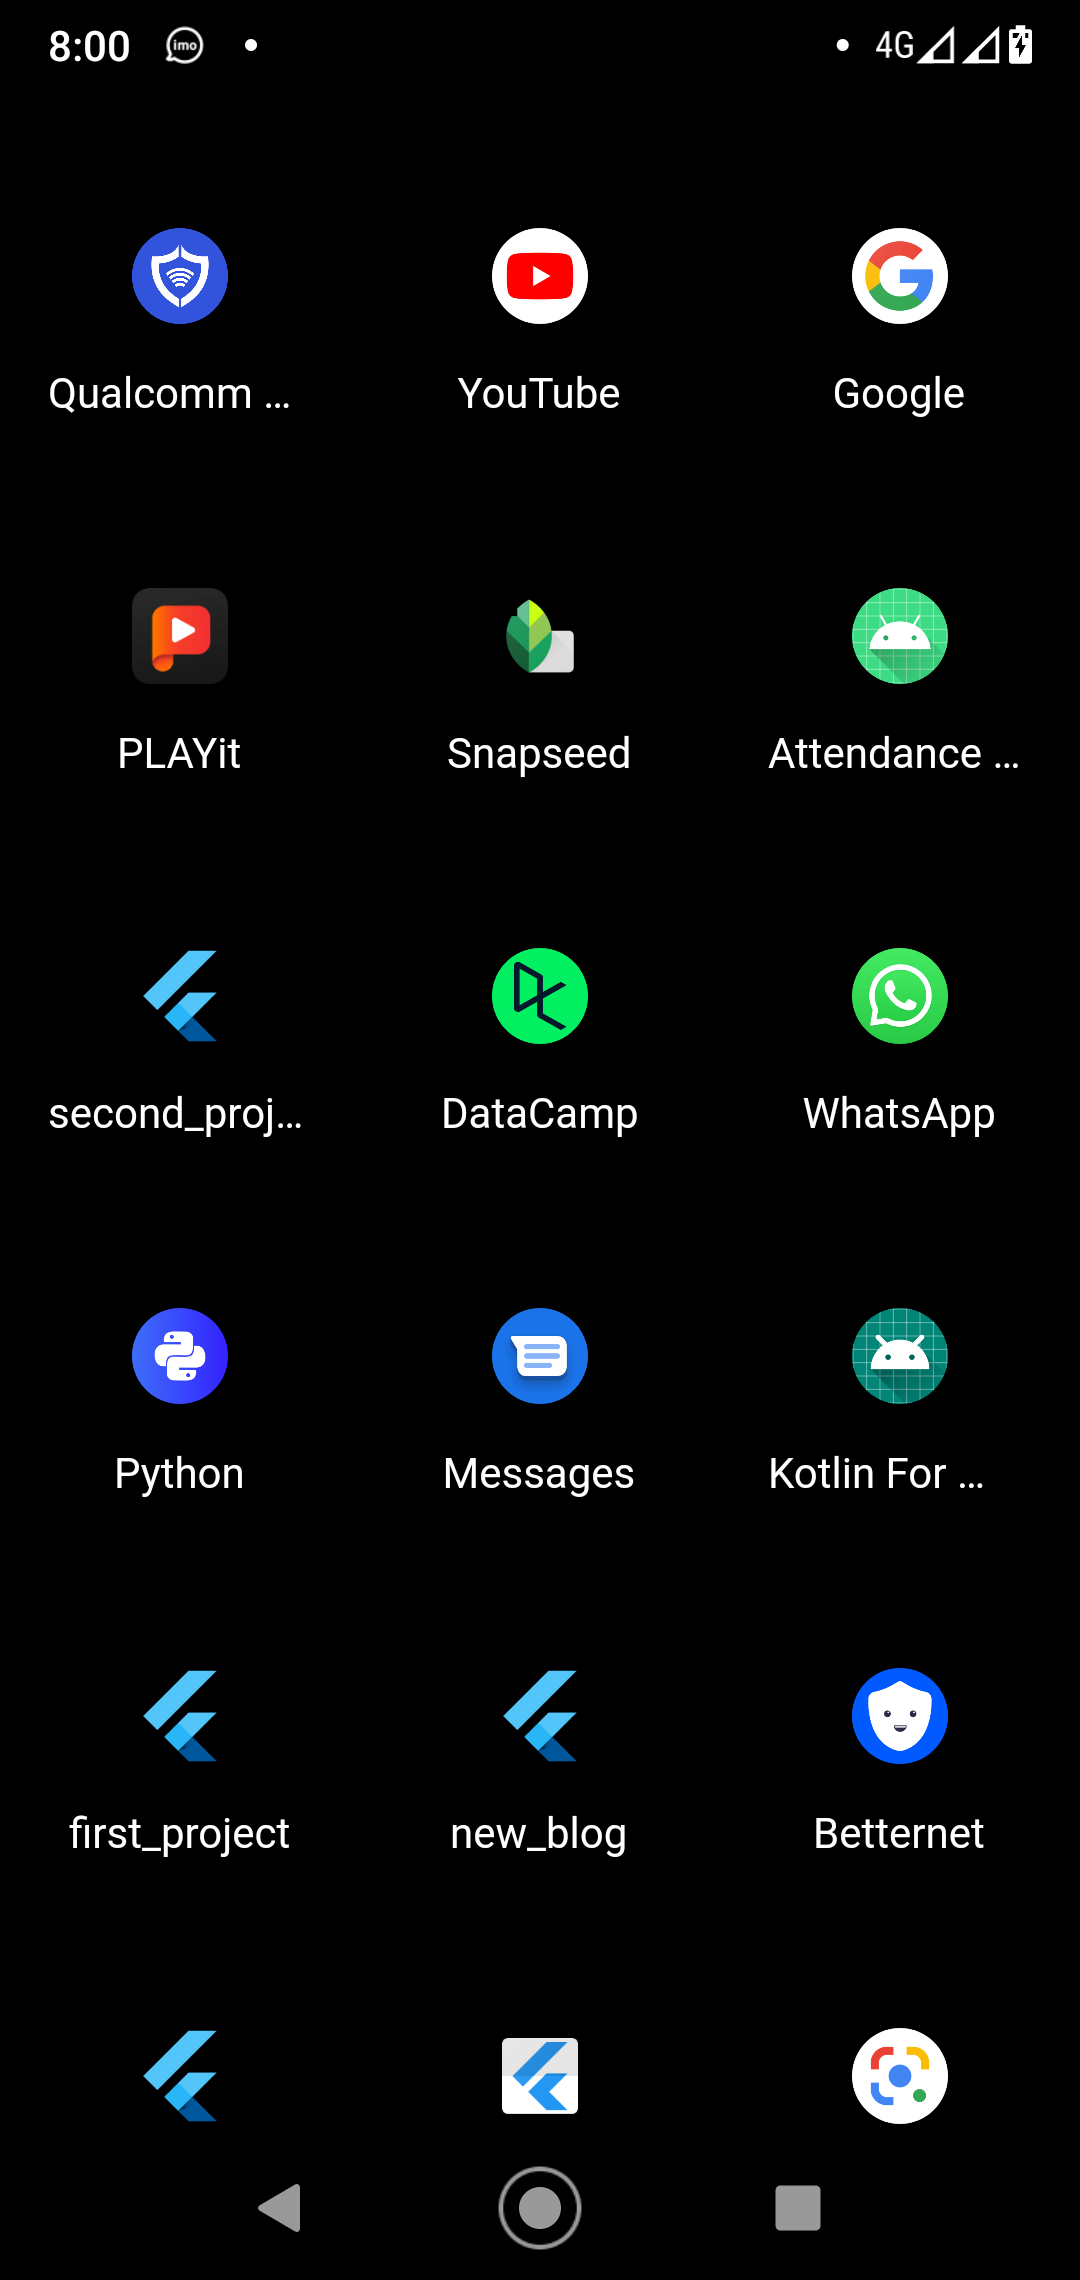 8:00 imo 4G
Qualcomm ... YouTube Google
PLAYit Snapseed Attendance ...
second_proj... DataCamp WhatsApp
Python Messages Kotlin For ...
first_project new_blog Betternet